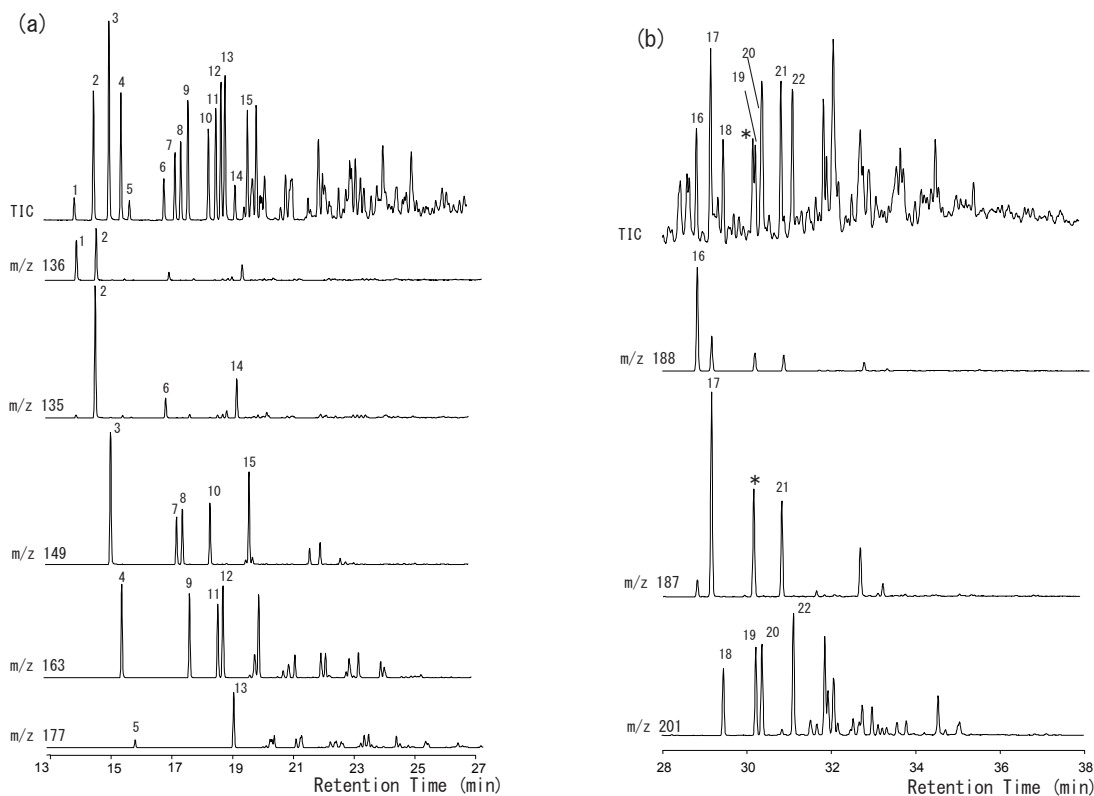 (a)
3
2
4
1
5
6
7
8
9
10
11
12
13
14
15
TIC
m/z 136
1
2
m/z 135
2
6
14
m/z 149
3
7
8
10
15
m/z 163
4
9
11
12
m/z 177
5
13
13 15 17 19 21 23 25 27
Retention Time (min)
(b)
16
17
18
*
19
20
21
22
TIC
m/z 188
16
m/z 187
17
*
21
m/z 201
18
19
20
22
28 30 32 34 36 38
Retention Time (min)